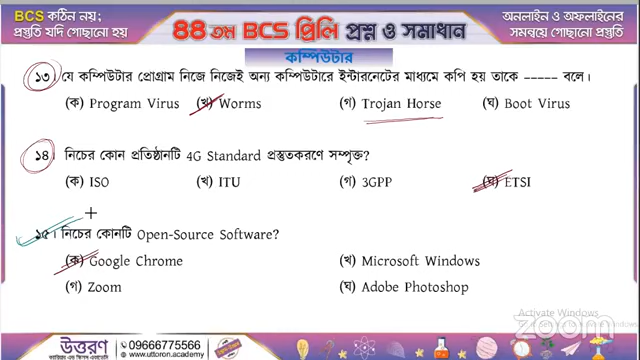 BCS কঠিন নয়;
প্রস্তুতি যদি গোছানো হয়
৪৪ তম BCS প্রিলি প্রশ্ন ও সমাধান
অনলাইন ও অফলাইনের
সমন্বয়ে গোছানো প্রস্তুতি
কম্পিউটার
১৩। যে কম্পিউটার প্রোগ্রাম নিজে নিজেই অন্য কম্পিউটারে ইন্টারনেটের মাধ্যমে কপি হয় তাকে ----- বলে।
(ক) Program Virus (খ) Worms (গ) Trojan Horse (ঘ) Boot Virus
১৪। নিচের কোন প্রতিষ্ঠানটি 4G Standard প্রস্তুতকরণে সম্পৃক্ত?
(ক) ISO (খ) ITU (গ) 3GPP (ঘ) ETSI
১৫। নিচের কোনটি Open-Source Software?
(ক) Google Chrome (খ) Microsoft Windows
(গ) Zoom (ঘ) Adobe Photoshop
Activate Windows
zoom
উত্তরণ
09666775566
www.uttoron.academy